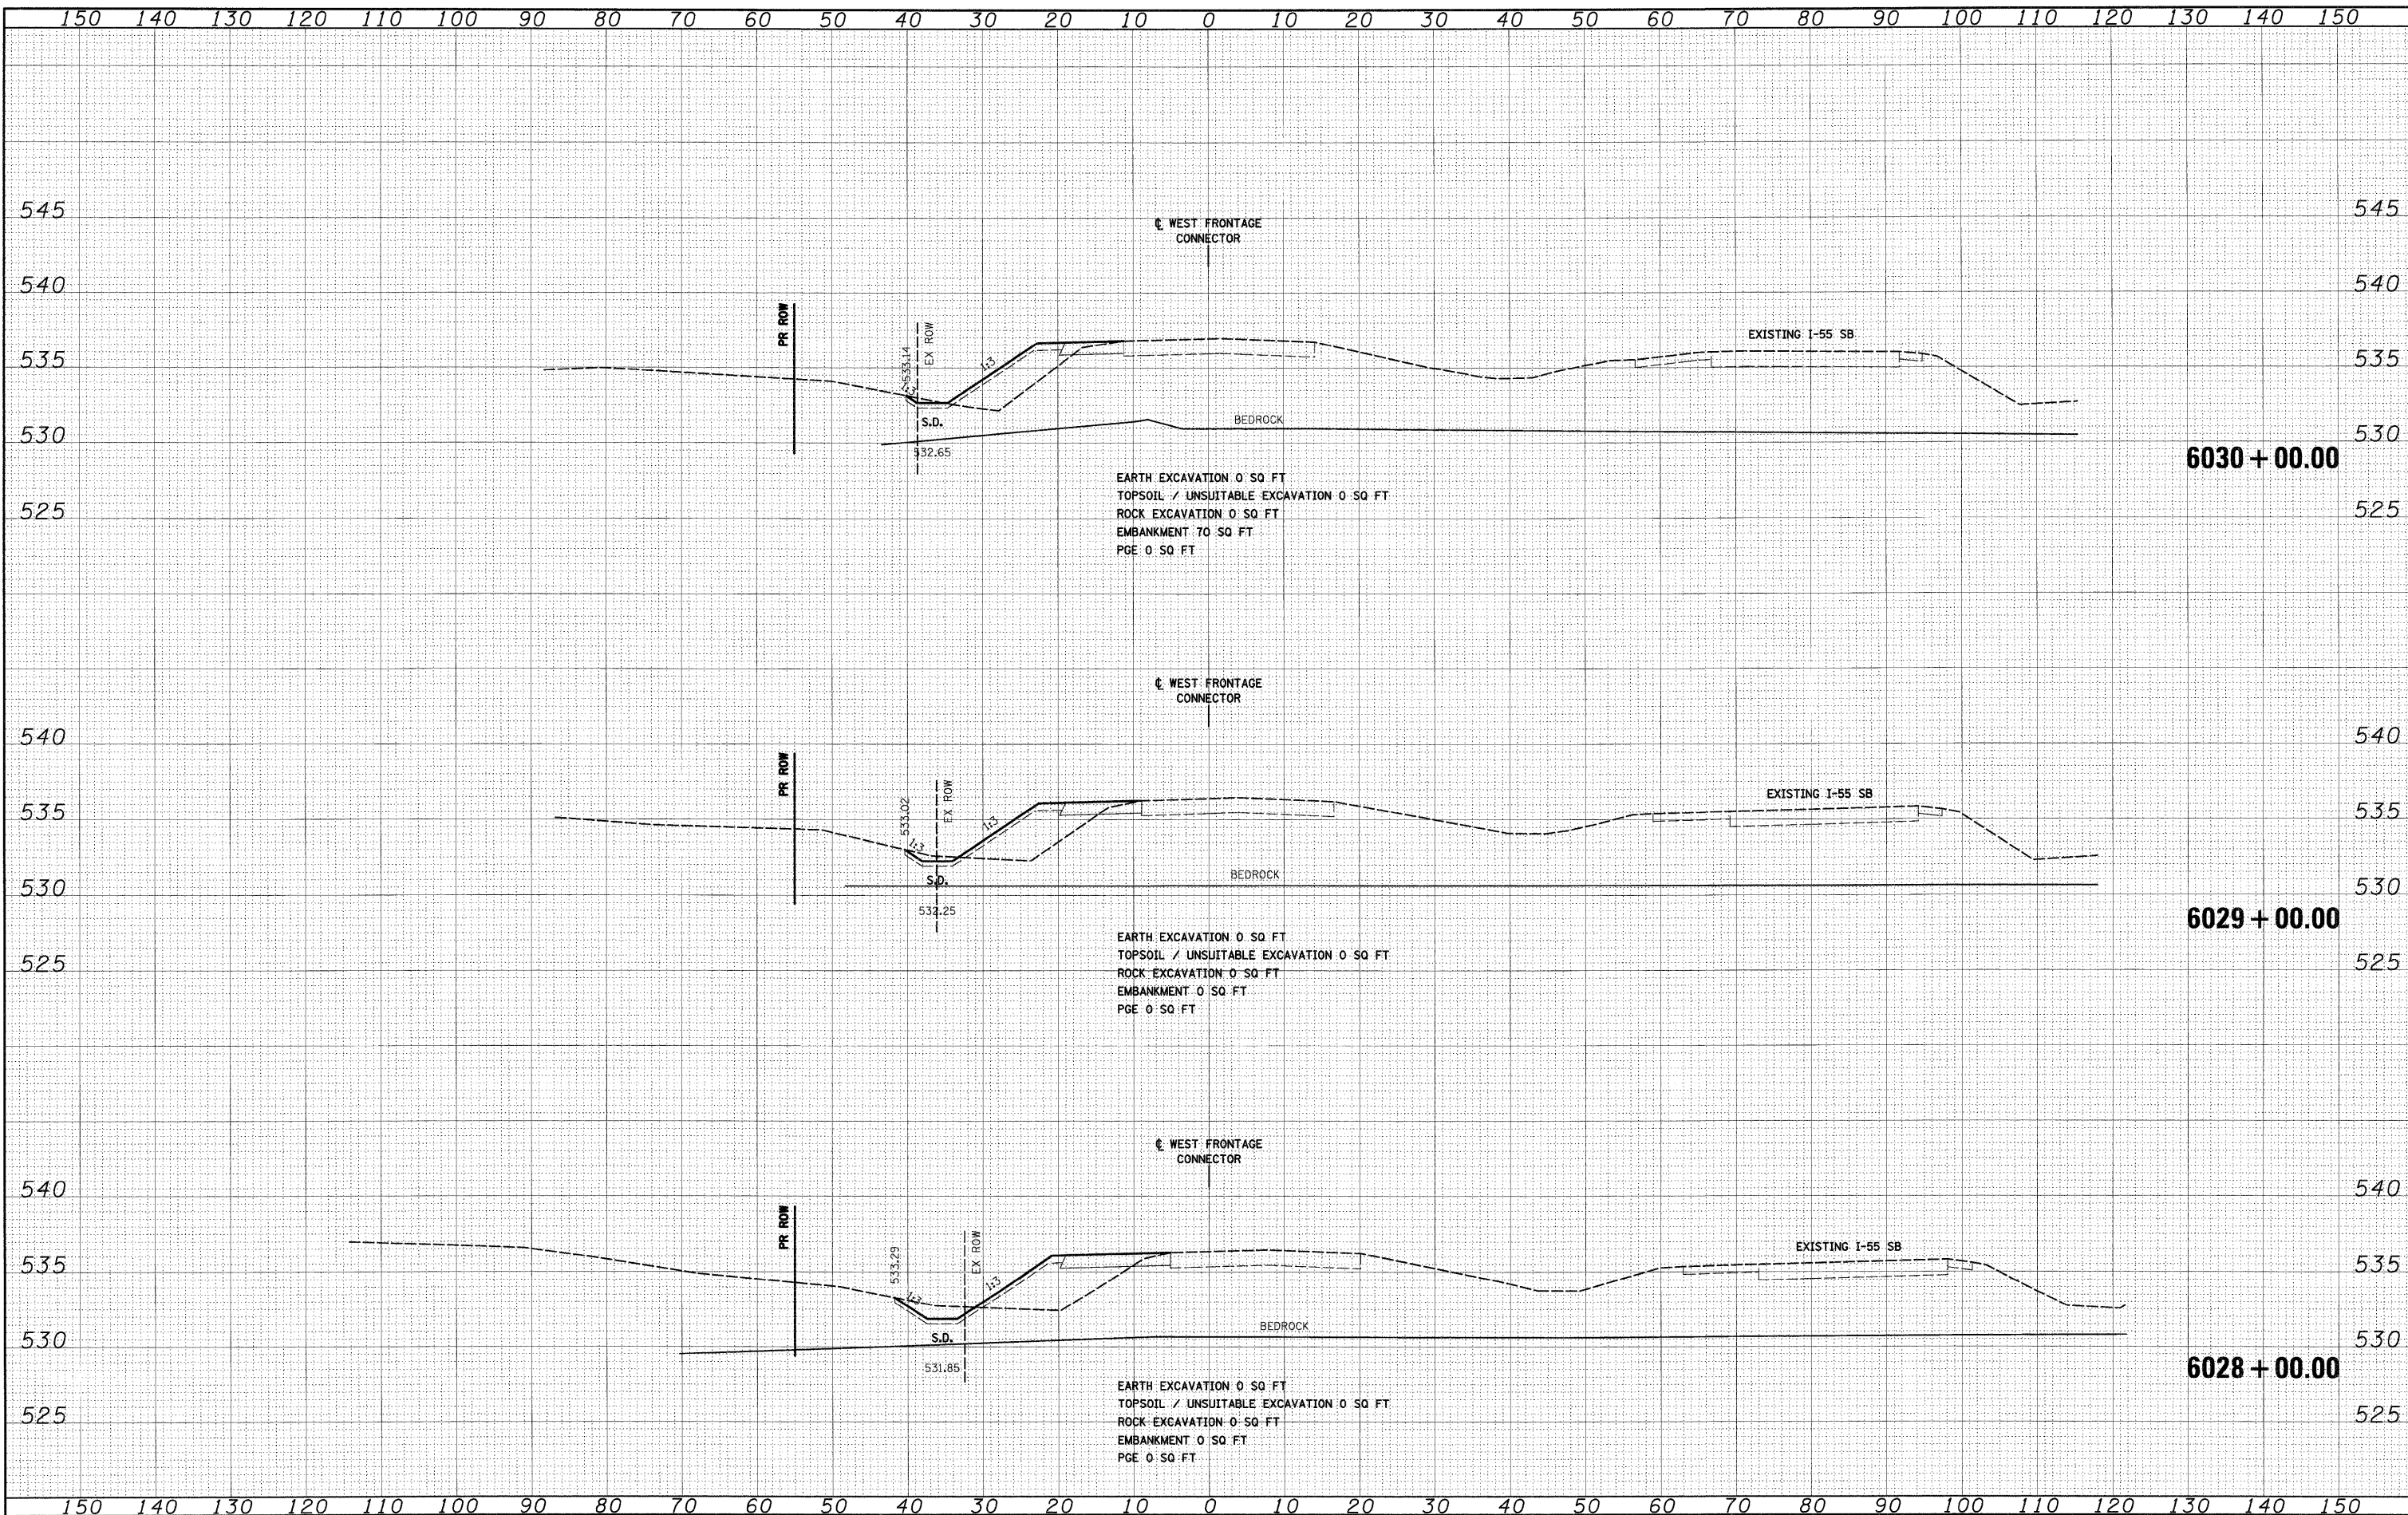 150 140 130 120 110 100 90 80 70 60 50 40 30 20 10 0 10 20 30 40 50 60 70 80 90 100 110 120 130 140 150
545 545
℄ WEST FRONTAGE
CONNECTOR
540 540
PR ROW
EX ROW
533.14
EXISTING I-55 SB
535 535
1:3
1:3
S.D.
BEDROCK
530 530
532.65
6030+00.00
EARTH EXCAVATION 0 SQ FT
TOPSOIL / UNSUITABLE EXCAVATION 0 SQ FT
ROCK EXCAVATION 0 SQ FT
EMBANKMENT 70 SQ FT
PGE 0 SQ FT
525 525
℄ WEST FRONTAGE
CONNECTOR
540 540
PR ROW
EX ROW
533.02
EXISTING I-55 SB
535 535
1:3
1:3
S.D.
BEDROCK
530 530
532.25
6029+00.00
EARTH EXCAVATION 0 SQ FT
TOPSOIL / UNSUITABLE EXCAVATION 0 SQ FT
ROCK EXCAVATION 0 SQ FT
EMBANKMENT 0 SQ FT
PGE 0 SQ FT
525 525
℄ WEST FRONTAGE
CONNECTOR
540 540
PR ROW
EX ROW
533.29
EXISTING I-55 SB
535 535
1:3
1:3
S.D.
BEDROCK
530 530
531.85
6028+00.00
EARTH EXCAVATION 0 SQ FT
TOPSOIL / UNSUITABLE EXCAVATION 0 SQ FT
ROCK EXCAVATION 0 SQ FT
EMBANKMENT 0 SQ FT
PGE 0 SQ FT
525 525
150 140 130 120 110 100 90 80 70 60 50 40 30 20 10 0 10 20 30 40 50 60 70 80 90 100 110 120 130 140 150